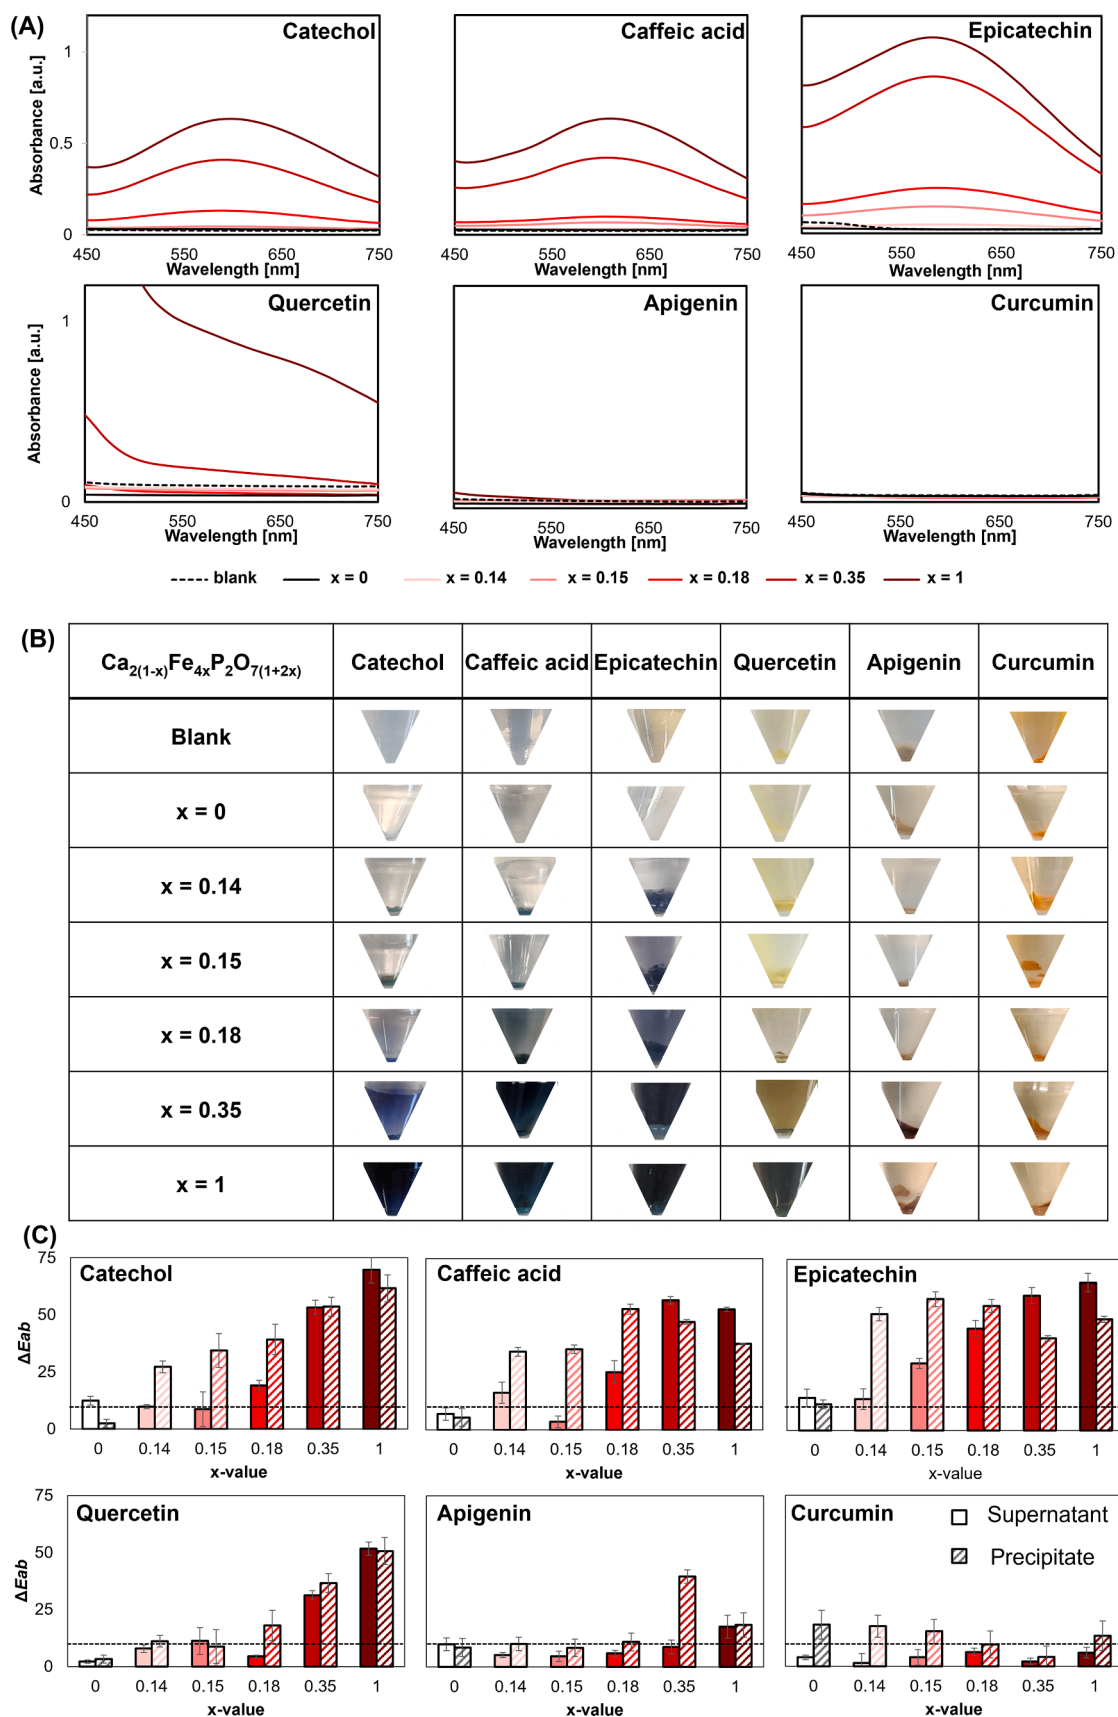 (A)
Catechol
Caffeic acid
Epicatechin
Absorbance [a.u.]
1
0.5
0
450 550 650 750
450 550 650 750
450 550 650 750
Wavelength [nm]
Wavelength [nm]
Wavelength [nm]
Quercetin
Apigenin
Curcumin
Absorbance [a.u.]
1
0
450 550 650 750
450 550 650 750
450 550 650 750
Wavelength [nm]
Wavelength [nm]
Wavelength [nm]
blank x = 0 x = 0.14 x = 0.15 x = 0.18 x = 0.35 x = 1
(B)
Ca2(1-x)Fe4xP2O7(1+2x) Catechol Caffeic acid Epicatechin Quercetin Apigenin Curcumin
Blank
x = 0
x = 0.14
x = 0.15
x = 0.18
x = 0.35
x = 1
(C)
Catechol
Caffeic acid
Epicatechin
ΔEab
75
50
25
0
0 0.14 0.15 0.18 0.35 1
0 0.14 0.15 0.18 0.35 1
0 0.14 0.15 0.18 0.35 1
x-value
x-value
x-value
Quercetin
Apigenin
Curcumin
Supernatant
Precipitate
ΔEab
75
50
25
0
0 0.14 0.15 0.18 0.35 1
0 0.14 0.15 0.18 0.35 1
0 0.14 0.15 0.18 0.35 1
x-value
x-value
x-value